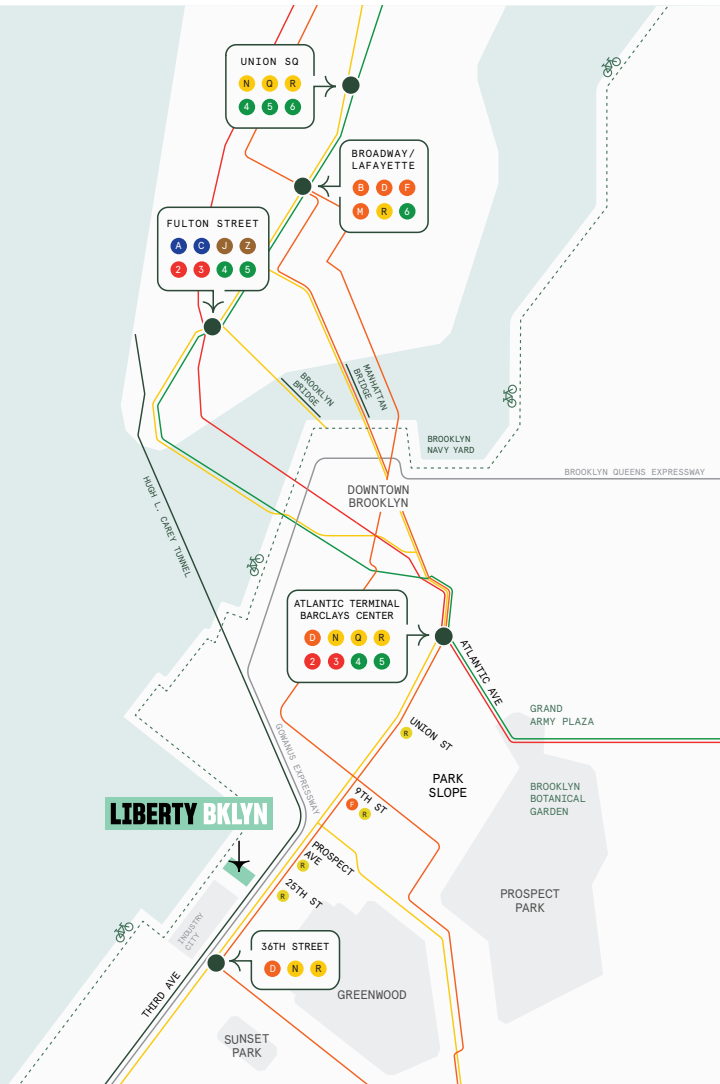 UNION SQ
N Q R
4 5 6
BROADWAY/
LAFAYETTE
B D F
M R 6
FULTON STREET
A C J Z
2 3 4 5
BROOKLYN
BRIDGE
MANHATTAN
BRIDGE
BROOKLYN
NAVY YARD
BROOKLYN QUEENS EXPRESSWAY
DOWNTOWN
BROOKLYN
HUGH L. CAREY TUNNEL
ATLANTIC TERMINAL
BARCLAYS CENTER
D N Q R
2 3 4 5
ATLANTIC AVE
GRAND
ARMY PLAZA
UNION ST
R
GOWANUS EXPRESSWAY
PARK
SLOPE
BROOKLYN
BOTANICAL
GARDEN
9TH ST
F R
LIBERTY BKLYN
PROSPECT
AVE
R
25TH ST
R
PROSPECT
PARK
INDUSTRY
CITY
36TH STREET
D N R
THIRD AVE
GREENWOOD
SUNSET
PARK